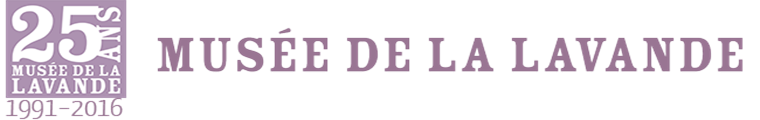 25 ANS
MUSÉE DE LA
LAVANDE
1991-2016
MUSÉE DE LA LAVANDE